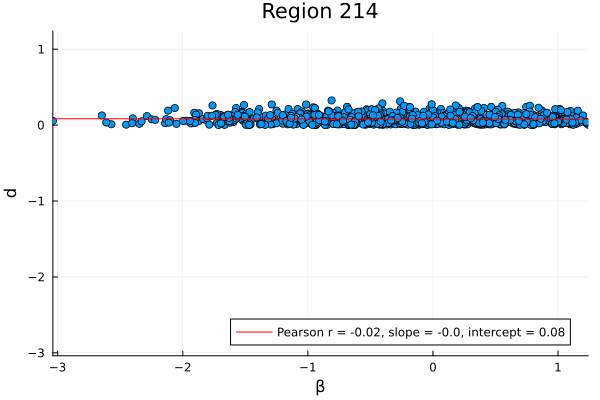 Region 214
1
0
−1
−2
−3
d
Pearson r = -0.02, slope = -0.0, intercept = 0.08
−3 −2 −1 0 1
β